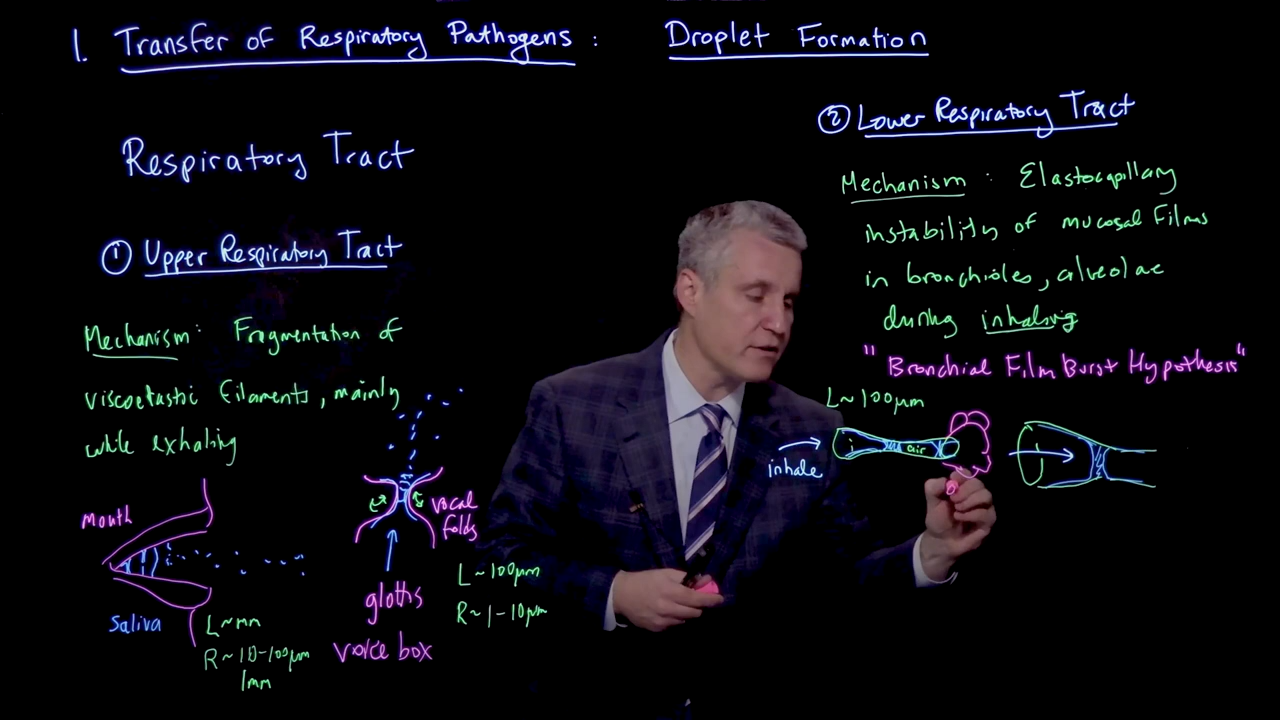 1. Transfer of Respiratory Pathogens : Droplet Formation
Respiratory Tract
① Upper Respiratory Tract
Mechanism: Fragmentation of
viscoelastic filaments, mainly
while exhaling
Mouth
Saliva
L~mm
R~10-100μm
1mm
vocal
folds
glottis
voice box
L~100μm
R~1-10μm
② Lower Respiratory Tract
Mechanism : Elastocapillary
instability of mucosal films
in bronchioles, alveolae
during inhaling
"Bronchial Film Burst Hypothesis"
L~100μm
inhale
air